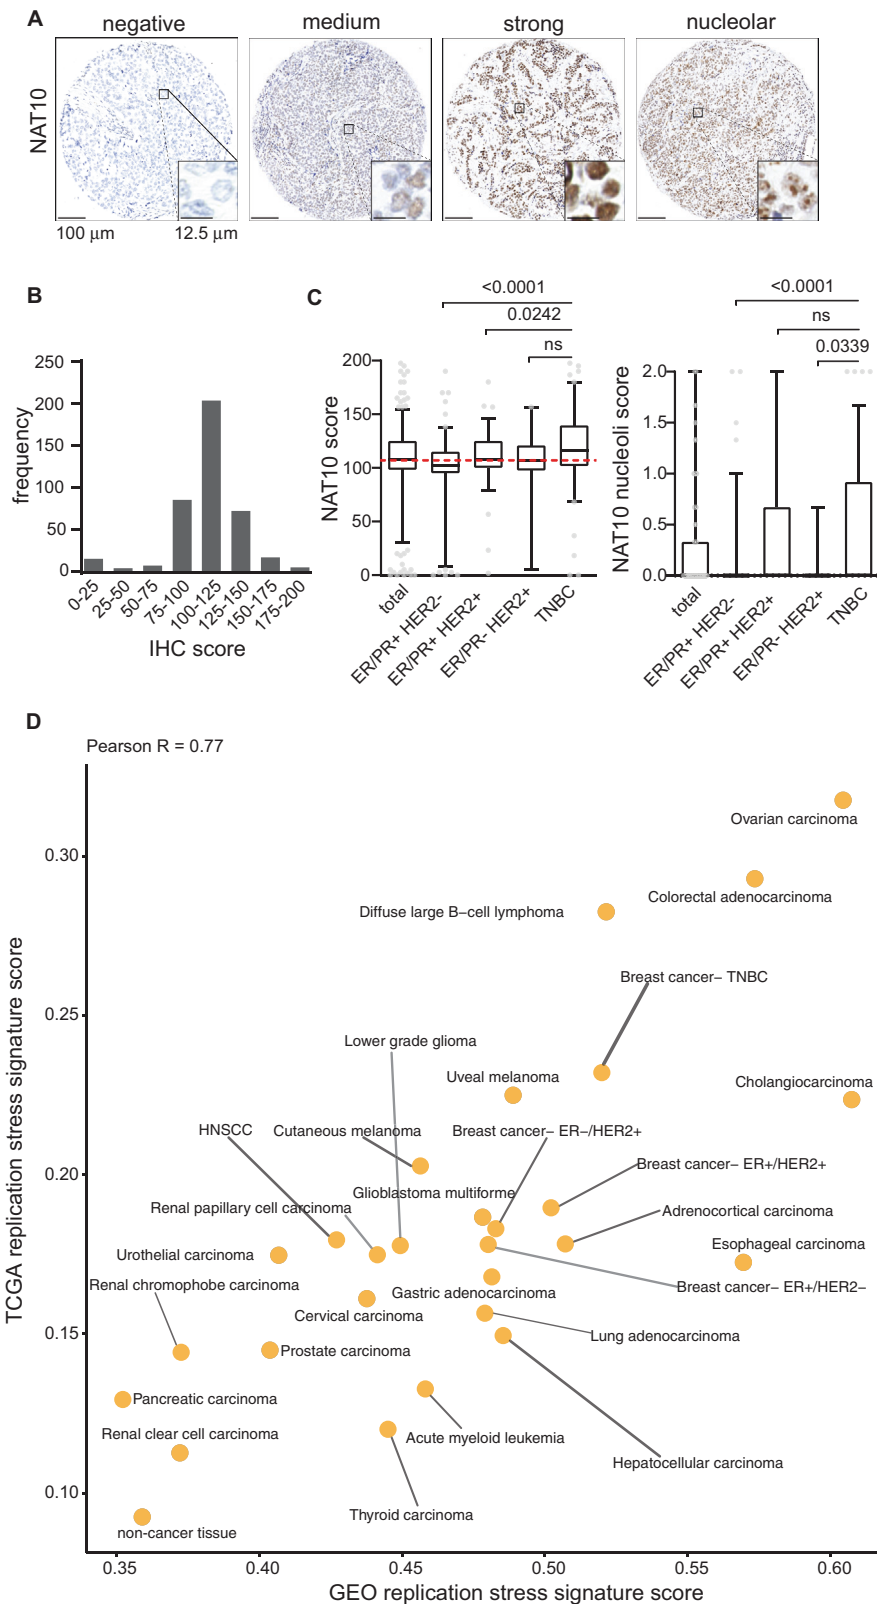 A
negative
medium
strong
nucleolar
NAT10
100 μm
12.5 μm
B
frequency
250
200
150
100
50
0
0-25
25-50
50-75
75-100
100-125
125-150
150-175
175-200
IHC score
C
<0.0001
0.0242
ns
NAT10 score
200
150
100
50
0
total
ER/PR+ HER2-
ER/PR+ HER2+
ER/PR- HER2+
TNBC
<0.0001
ns
0.0339
NAT10 nucleoli score
2.0
1.5
1.0
0.5
0.0
total
ER/PR+ HER2-
ER/PR+ HER2+
ER/PR- HER2+
TNBC
D
Pearson R = 0.77
TCGA replication stress signature score
0.30
0.25
0.20
0.15
0.10
Ovarian carcinoma
Colorectal adenocarcinoma
Diffuse large B−cell lymphoma
Breast cancer− TNBC
Lower grade glioma
Uveal melanoma
Cholangiocarcinoma
HNSCC
Cutaneous melanoma
Breast cancer− ER−/HER2+
Breast cancer− ER+/HER2+
Glioblastoma multiforme
Renal papillary cell carcinoma
Adrenocortical carcinoma
Urothelial carcinoma
Esophageal carcinoma
Renal chromophobe carcinoma
Gastric adenocarcinoma
Breast cancer− ER+/HER2−
Cervical carcinoma
Lung adenocarcinoma
Prostate carcinoma
Pancreatic carcinoma
Renal clear cell carcinoma
Acute myeloid leukemia
Hepatocellular carcinoma
Thyroid carcinoma
non-cancer tissue
0.35
0.40
0.45
0.50
0.55
0.60
GEO replication stress signature score